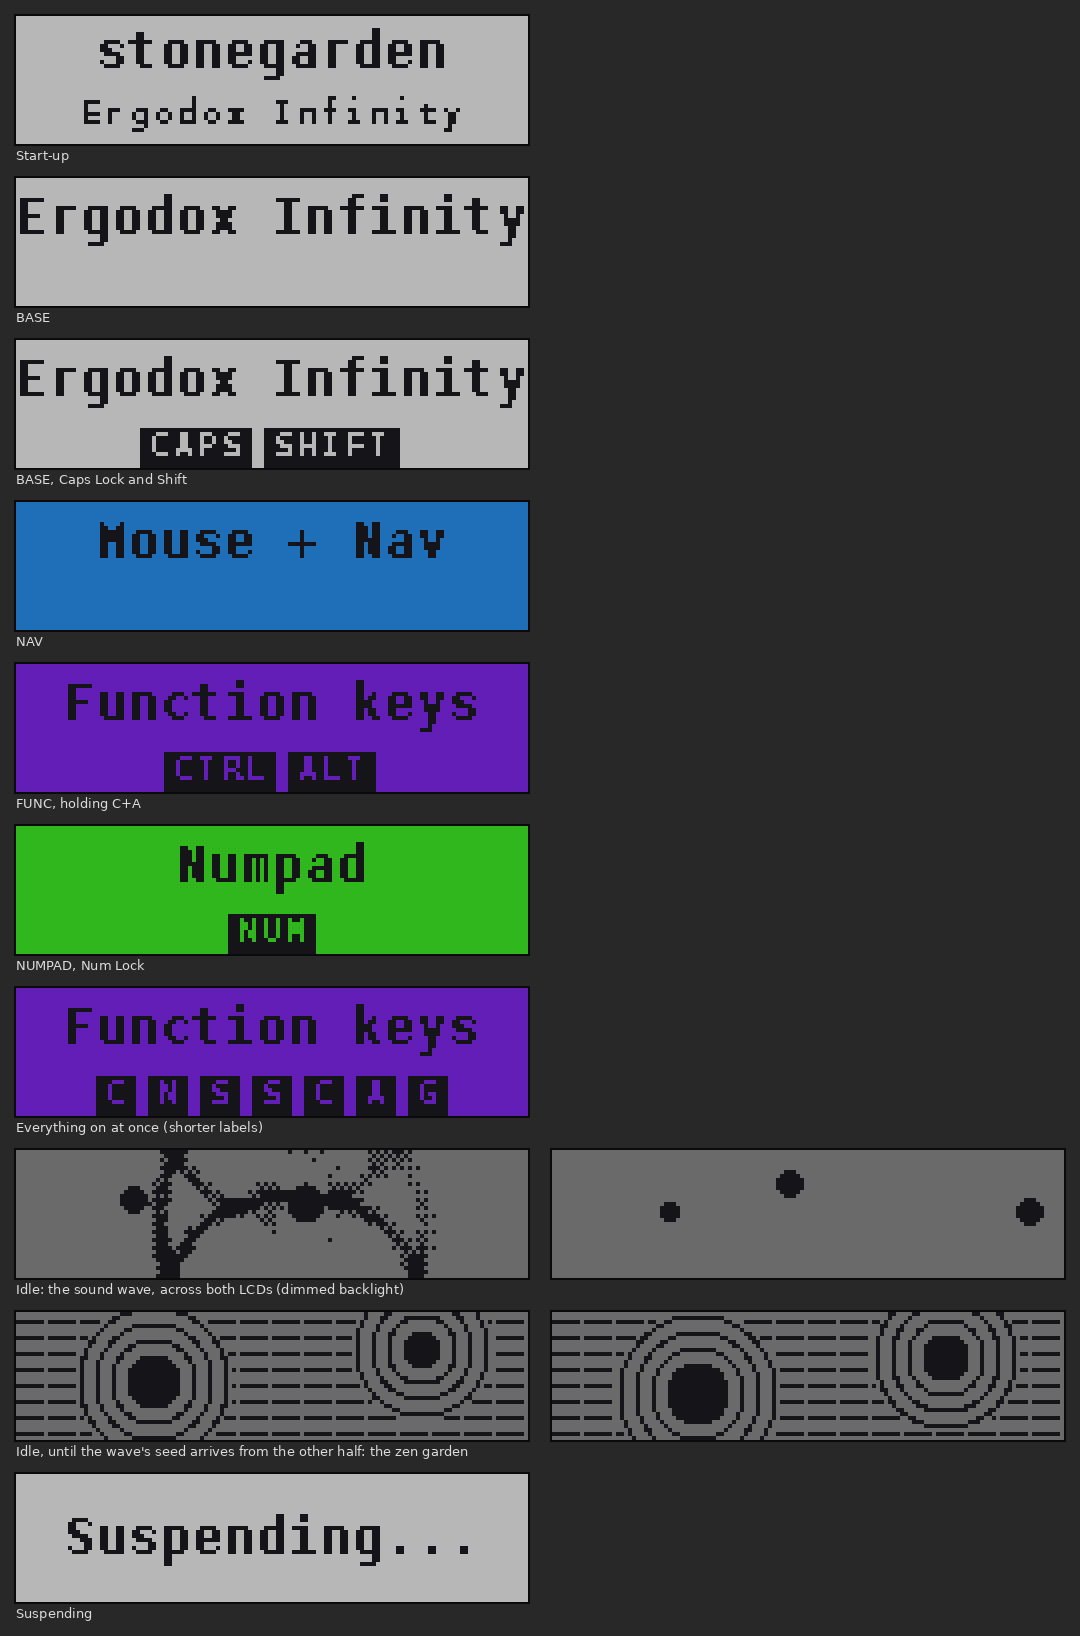 stonegarden
Ergodox Infinity
Start-up
Ergodox Infinity
BASE
Ergodox Infinity
CAPS SHIFT
BASE, Caps Lock and Shift
Mouse + Nav
NAV
Function keys
CTRL ALT
FUNC, holding C+A
Numpad
NUM
NUMPAD, Num Lock
Function keys
C N S S C A G
Everything on at once (shorter labels)
Idle: the sound wave, across both LCDs (dimmed backlight)
Idle, until the wave's seed arrives from the other half: the zen garden
Suspending...
Suspending